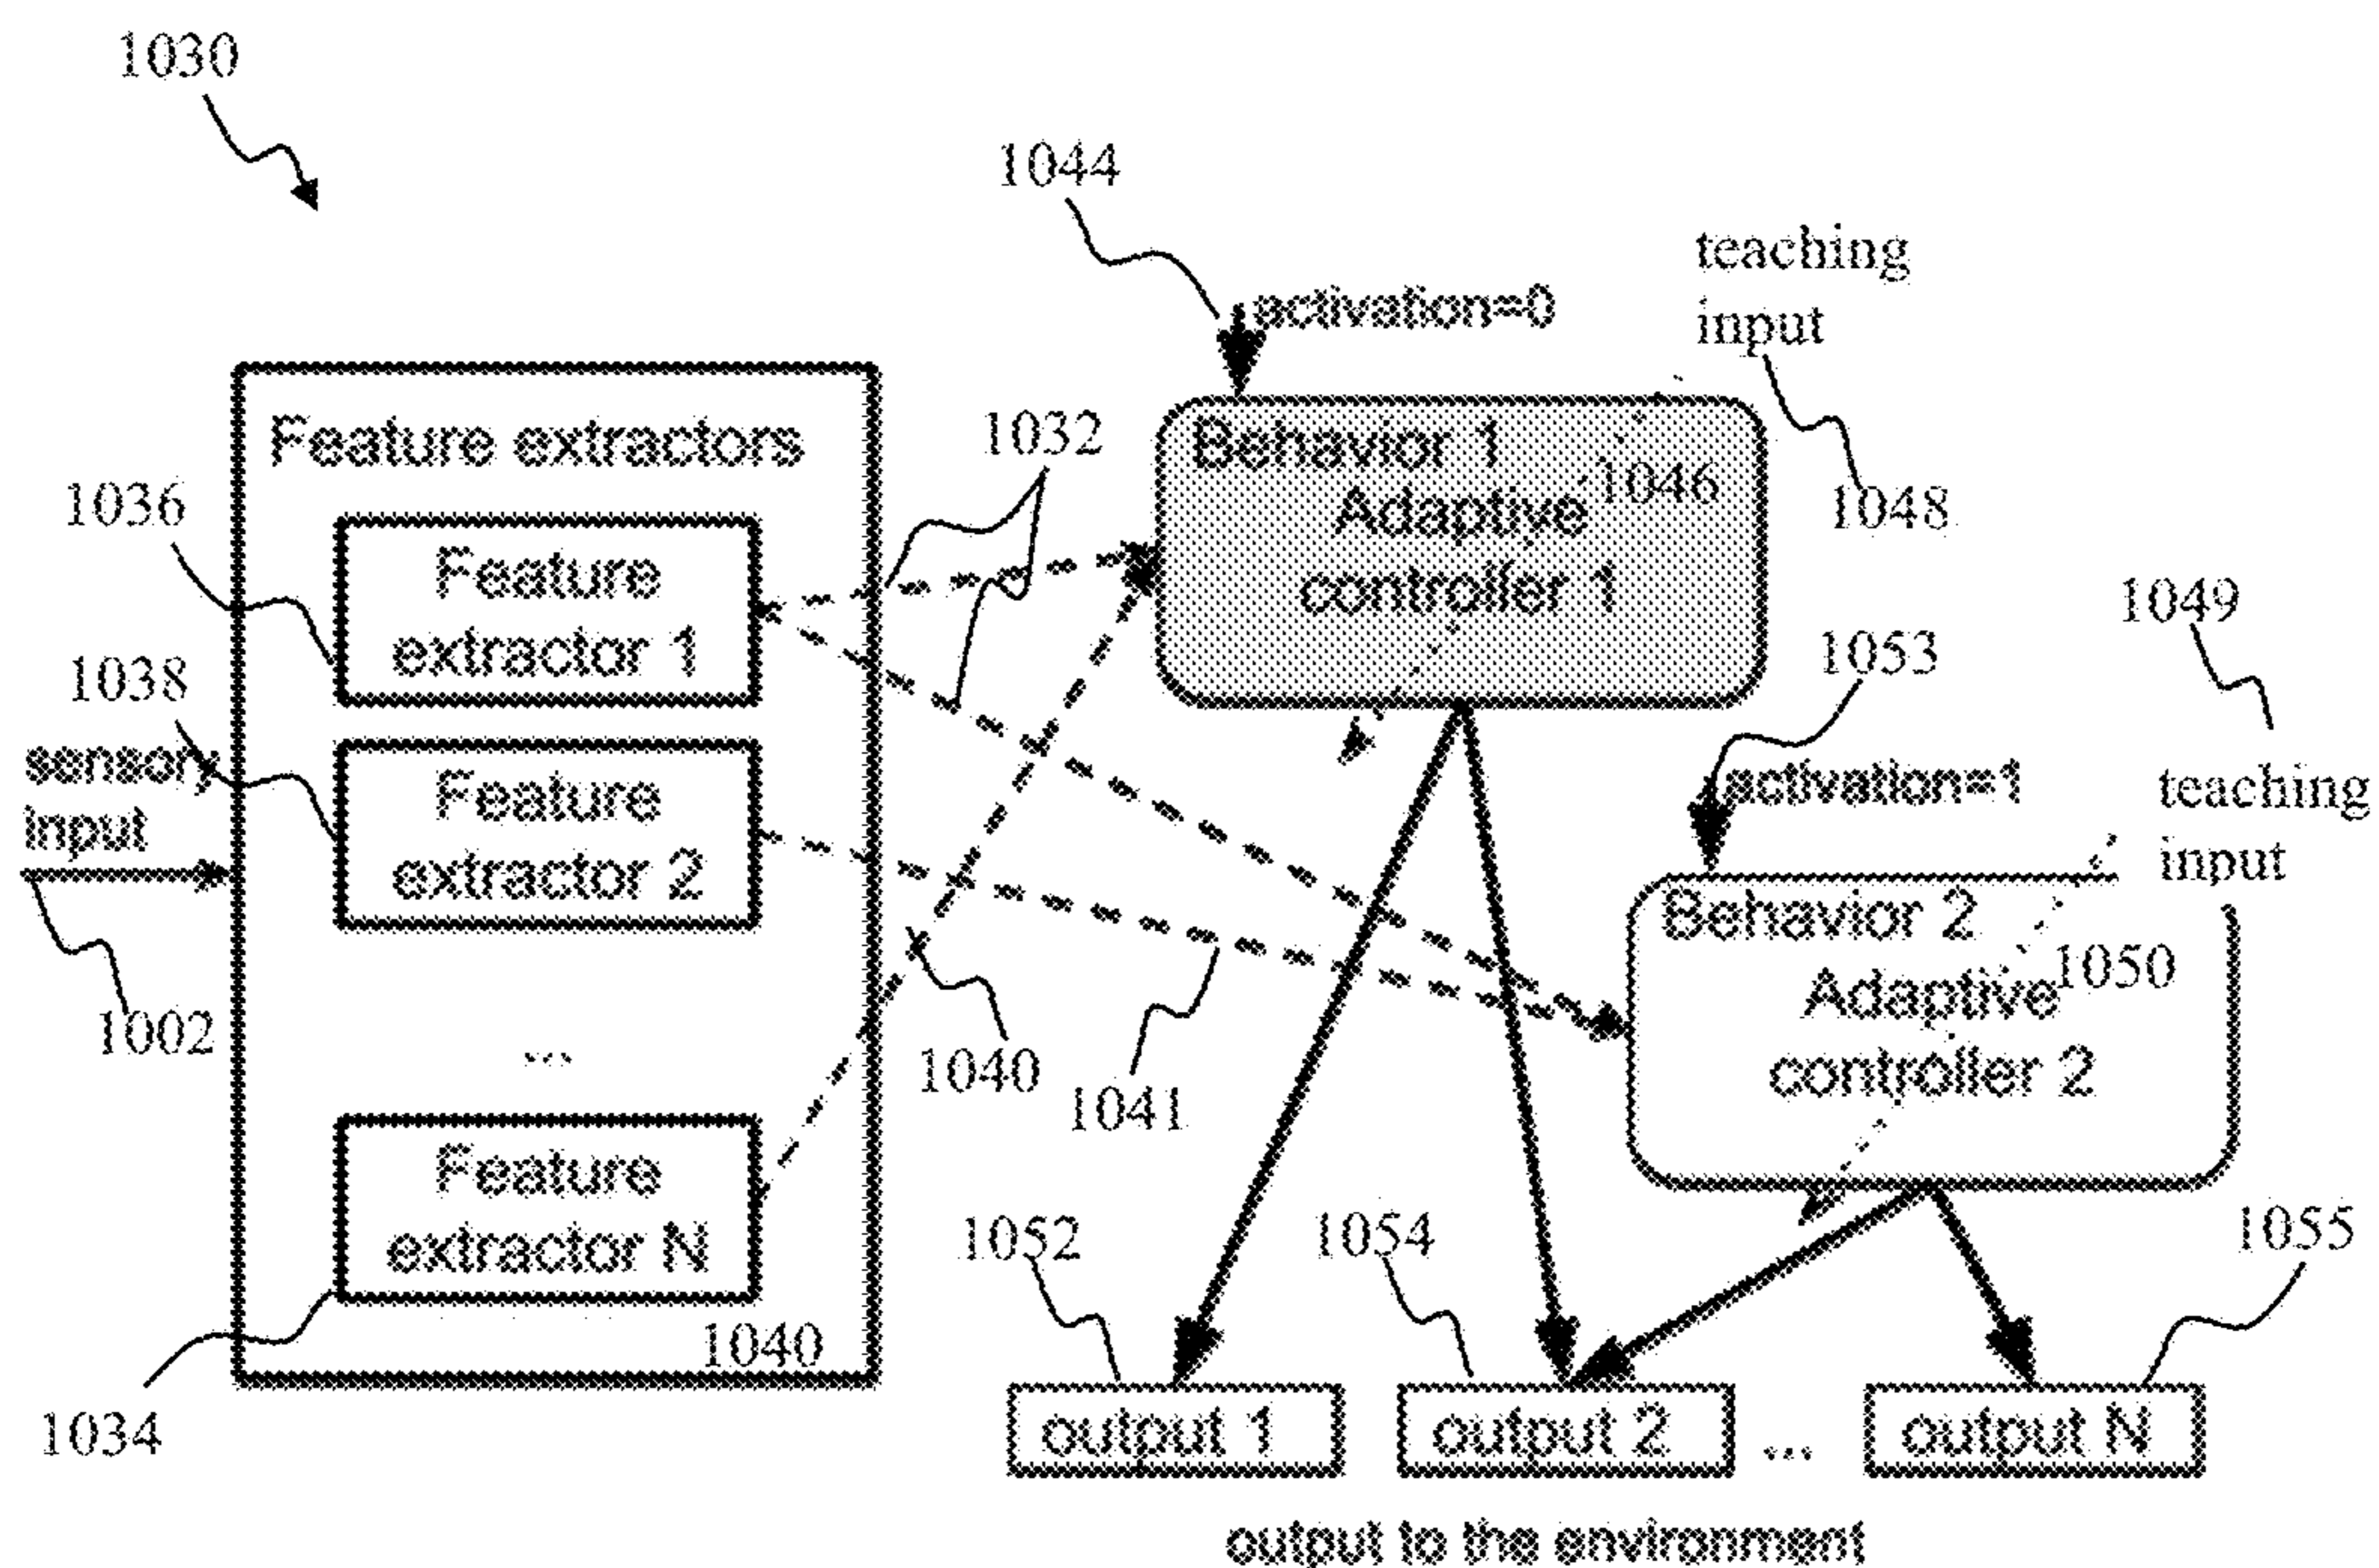 1030
1044
teaching
input
activation=0
Feature extractors
1032
Behavior 1
1046
Adaptive
controller 1
1048
1036
Feature
extractor 1
1049
1053
1038
sensory
input
Feature
extractor 2
activation=1
teaching
input
Behavior 2
1050
Adaptive
controller 2
1002
...
1040
1041
Feature
extractor N
1040
1034
1052
1054
1055
output 1
output 2
...
output N
output to the environment